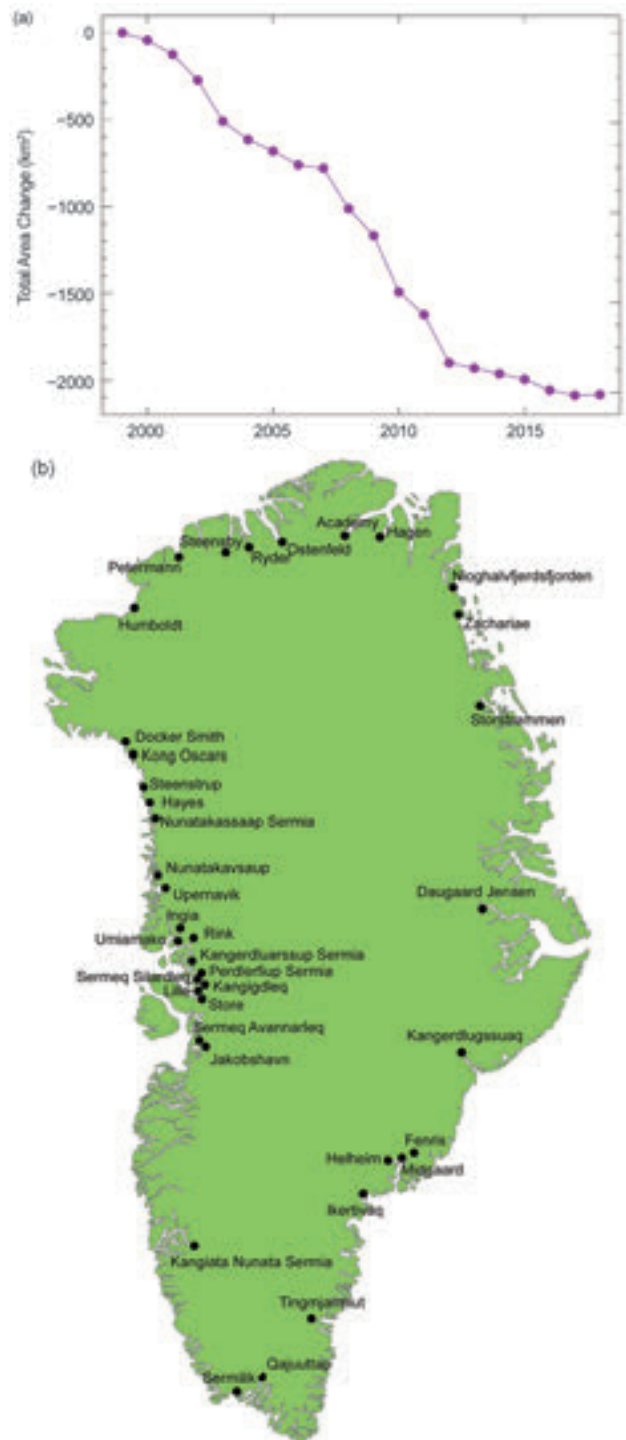 (a)
0
−500
−1000
−1500
−2000
Total Area Change (km²)
2000 2005 2010 2015
(b)
Academy
Steensby
Hagen
Ostenfeld
Ryder
Petermann
Nioghalvfjerdsfjorden
Humboldt
Zachariae
Storstrømmen
Docker Smith
Kong Oscars
Steenstrup
Hayes
Nunatakassaap Sermia
Nunatakavsaup
Upernavik
Daugaard Jensen
Ingia
Umiamako
Rink
Kangerdluarssup Sermia
Perdlerfiup Sermia
Sermeq Silardleq
Kangigdleq
Lille
Store
Sermeq Avannarleq
Jakobshavn
Kangerdlugssuaq
Fenris
Helheim
Midgaard
Ikertivaq
Kangiata Nunata Sermia
Tingmjarmiut
Qajuuttap
Sermilik